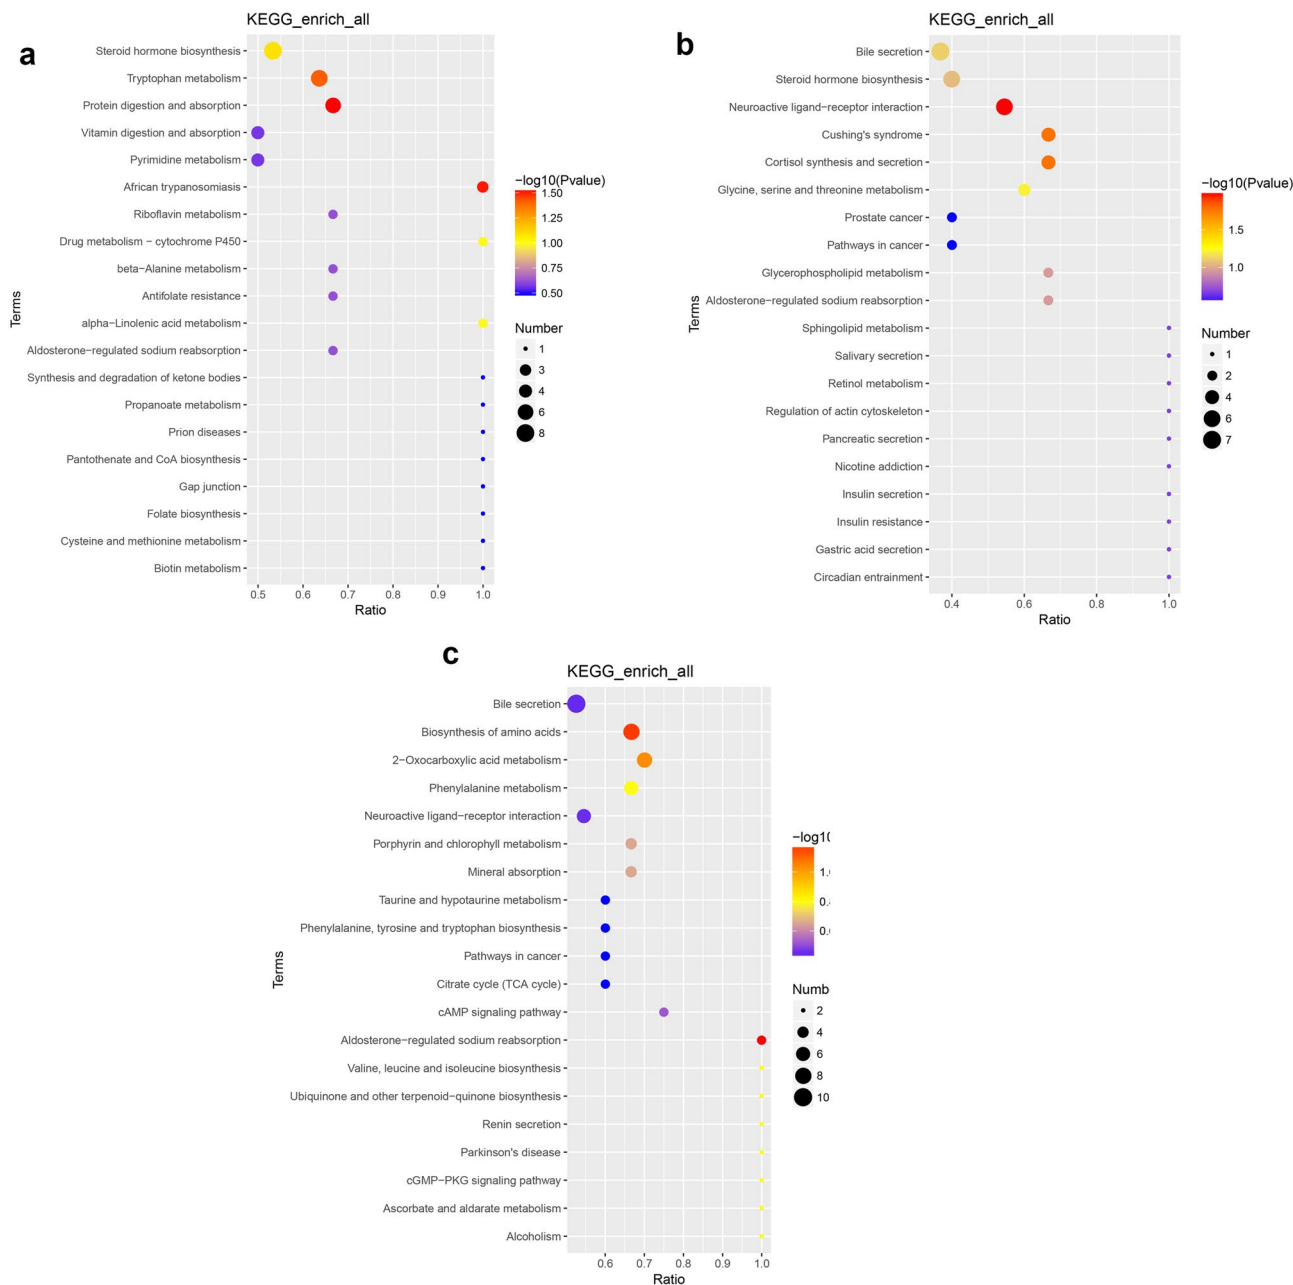 a
KEGG_enrich_all
Steroid hormone biosynthesis
Tryptophan metabolism
Protein digestion and absorption
Vitamin digestion and absorption
Pyrimidine metabolism
African trypanosomiasis
Riboflavin metabolism
Drug metabolism − cytochrome P450
beta−Alanine metabolism
Antifolate resistance
alpha−Linolenic acid metabolism
Aldosterone−regulated sodium reabsorption
Synthesis and degradation of ketone bodies
Propanoate metabolism
Prion diseases
Pantothenate and CoA biosynthesis
Gap junction
Folate biosynthesis
Cysteine and methionine metabolism
Biotin metabolism
Terms
0.5 0.6 0.7 0.8 0.9 1.0
Ratio
−log10(Pvalue)
1.50
1.25
1.00
0.75
0.50
Number
1
3
4
6
8
b
KEGG_enrich_all
Bile secretion
Steroid hormone biosynthesis
Neuroactive ligand−receptor interaction
Cushing's syndrome
Cortisol synthesis and secretion
Glycine, serine and threonine metabolism
Prostate cancer
Pathways in cancer
Glycerophospholipid metabolism
Aldosterone−regulated sodium reabsorption
Sphingolipid metabolism
Salivary secretion
Retinol metabolism
Regulation of actin cytoskeleton
Pancreatic secretion
Nicotine addiction
Insulin secretion
Insulin resistance
Gastric acid secretion
Circadian entrainment
Terms
0.4 0.6 0.8 1.0
Ratio
−log10(Pvalue)
1.5
1.0
Number
1
2
4
6
7
c
KEGG_enrich_all
Bile secretion
Biosynthesis of amino acids
2−Oxocarboxylic acid metabolism
Phenylalanine metabolism
Neuroactive ligand−receptor interaction
Porphyrin and chlorophyll metabolism
Mineral absorption
Taurine and hypotaurine metabolism
Phenylalanine, tyrosine and tryptophan biosynthesis
Pathways in cancer
Citrate cycle (TCA cycle)
cAMP signaling pathway
Aldosterone−regulated sodium reabsorption
Valine, leucine and isoleucine biosynthesis
Ubiquinone and other terpenoid−quinone biosynthesis
Renin secretion
Parkinson's disease
cGMP−PKG signaling pathway
Ascorbate and aldarate metabolism
Alcoholism
Terms
0.6 0.7 0.8 0.9 1.0
Ratio
−log1
1.
0.
0.
Numb
2
4
6
8
10